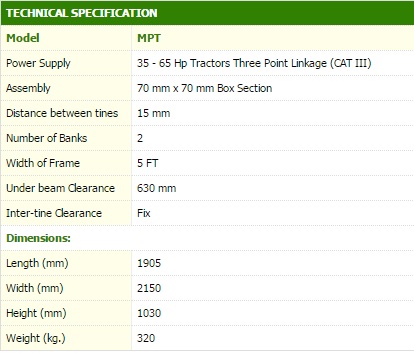 TECHNICAL SPECIFICATION
Model MPT
Power Supply 35 - 65 Hp Tractors Three Point Linkage (CAT III)
Assembly 70 mm x 70 mm Box Section
Distance between tines 15 mm
Number of Banks 2
Width of Frame 5 FT
Under beam Clearance 630 mm
Inter-tine Clearance Fix
Dimensions:
Length (mm) 1905
Width (mm) 2150
Height (mm) 1030
Weight (kg.) 320